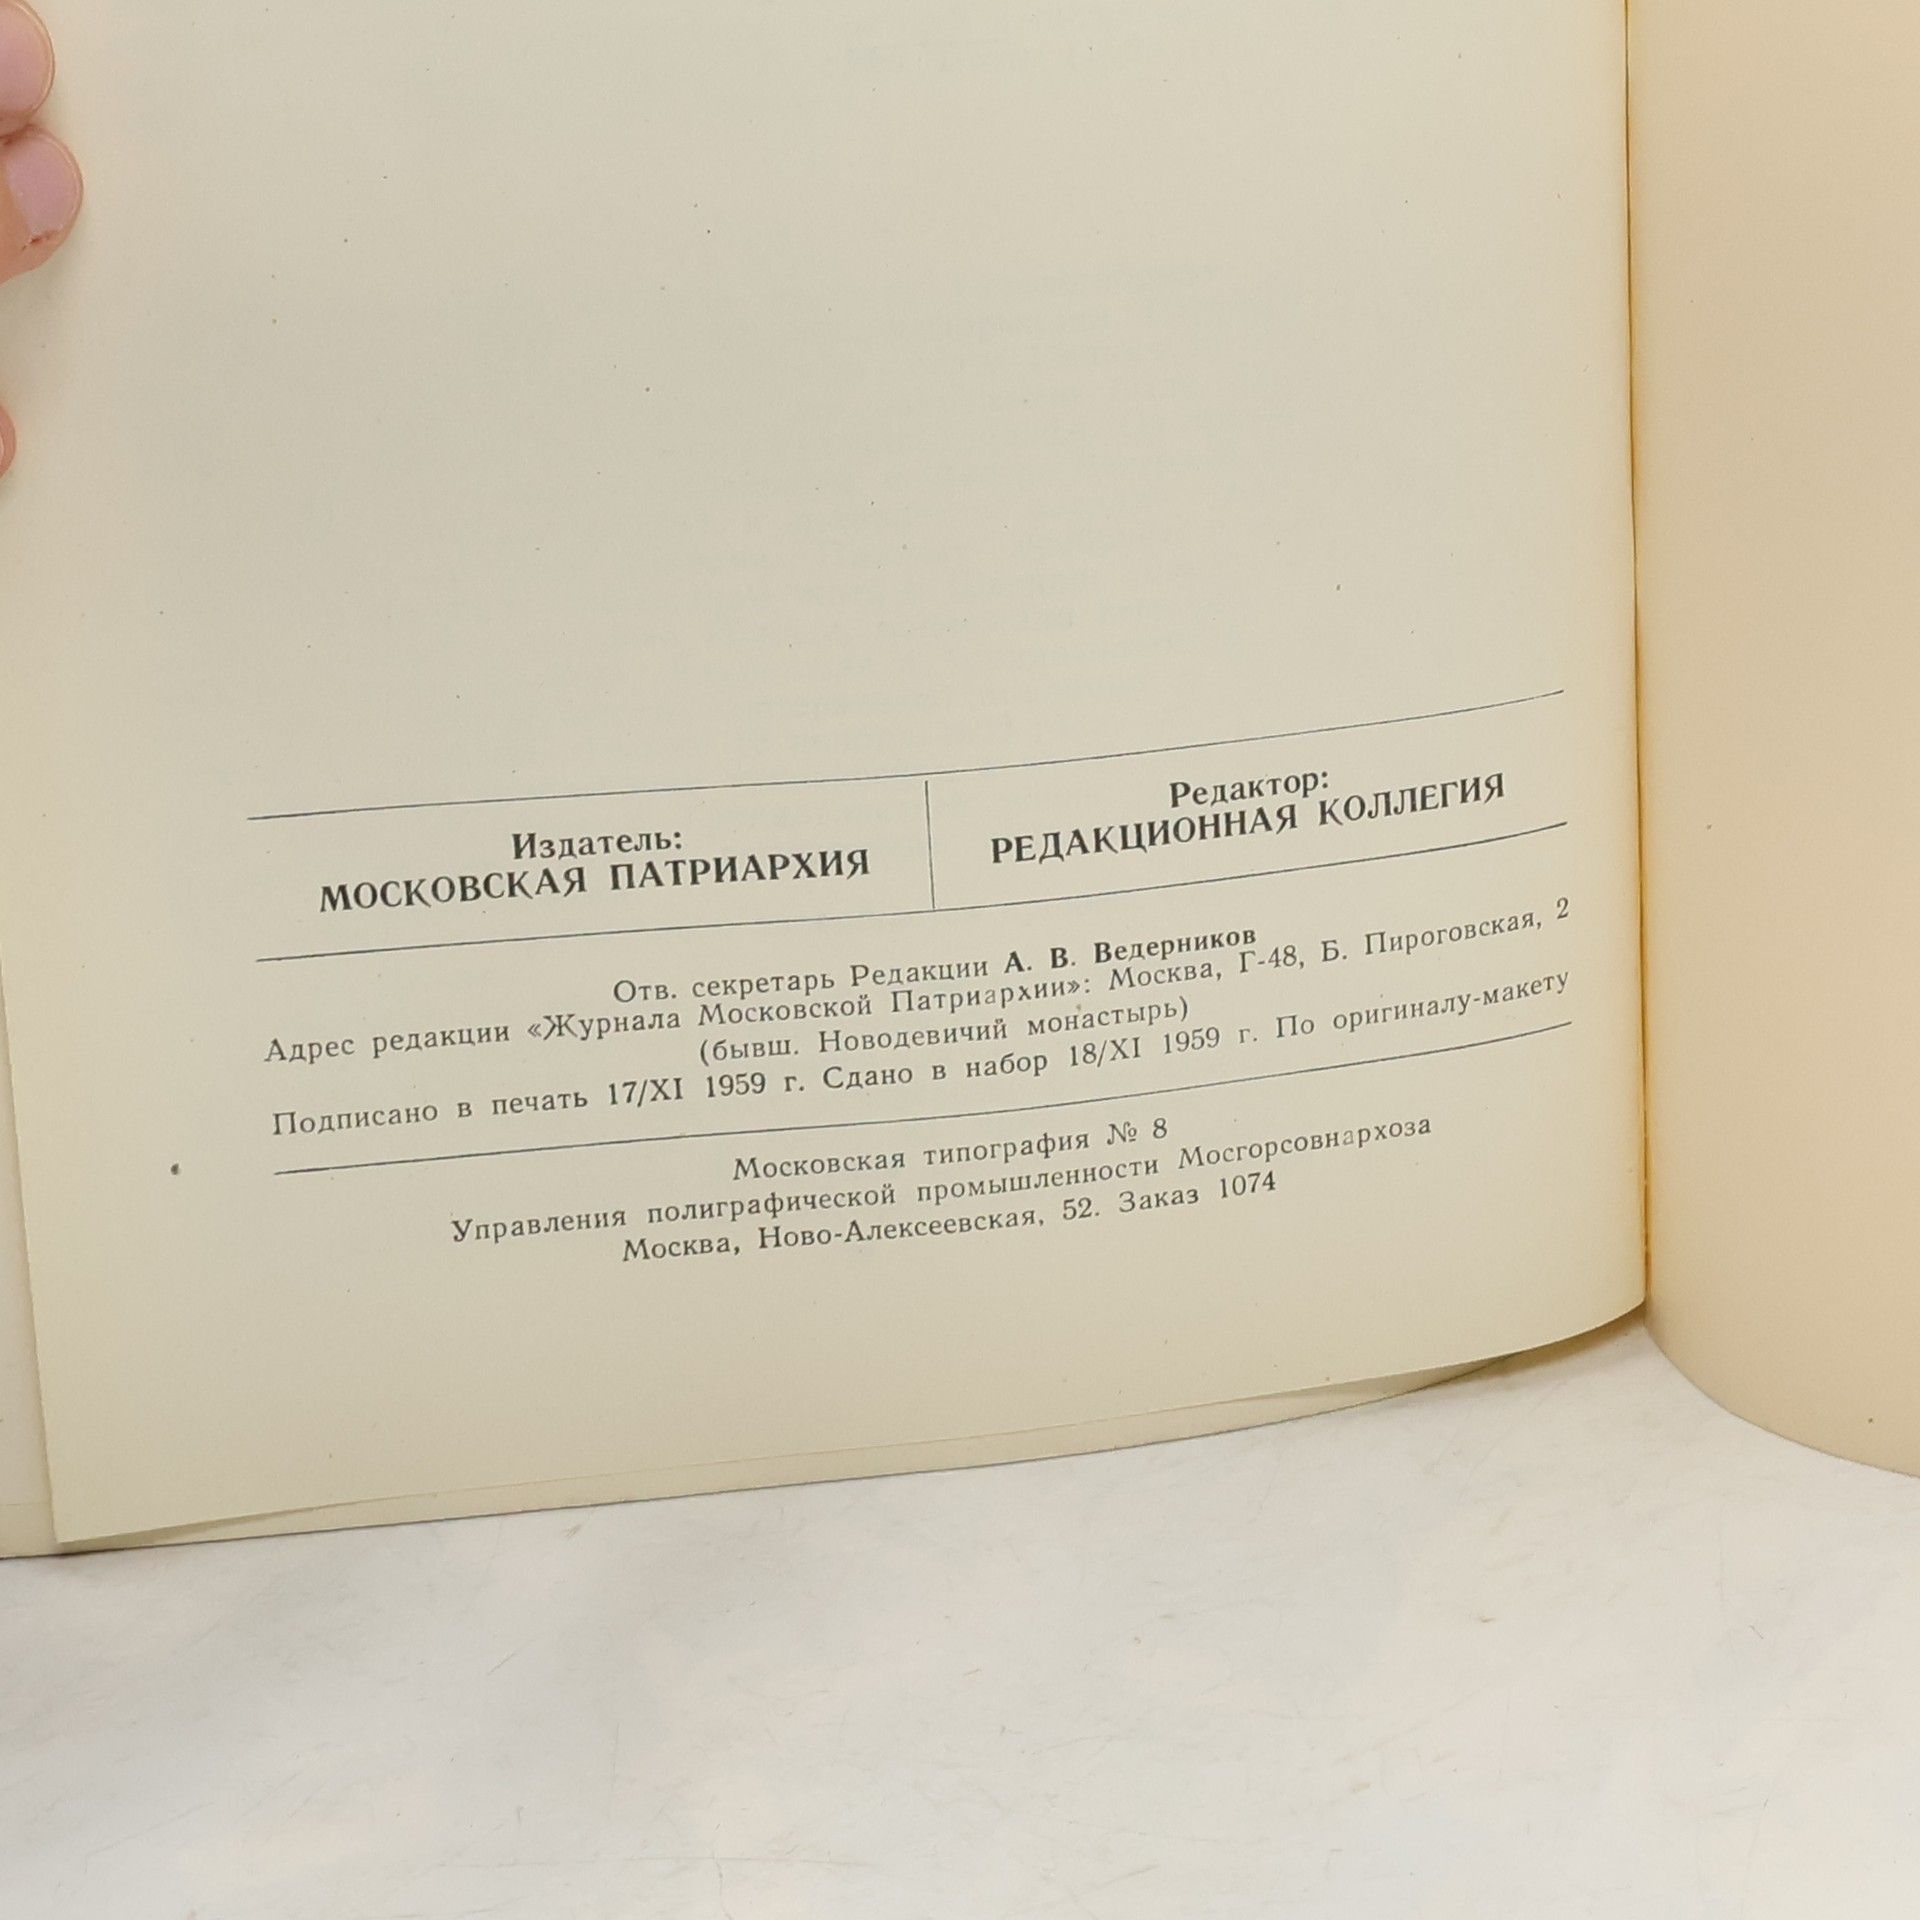 Издатель:
МОСКОВСКАЯ ПАТРИАРХИЯ
Редактор:
РЕДАКЦИОННАЯ КОЛЛЕГИЯ
Отв. секретарь Редакции А. В. Ведерников
Адрес редакции «Журнала Московской Патриархии»: Москва, Г-48, Б. Пироговская, 2
(бывш. Новодевичий монастырь)
Подписано в печать 17/XI 1959 г. Сдано в набор 18/XI 1959 г. По оригиналу-макету
Московская типография № 8
Управления полиграфической промышленности Мосгорсовнархоза
Москва, Ново-Алексеевская, 52. Заказ 1074